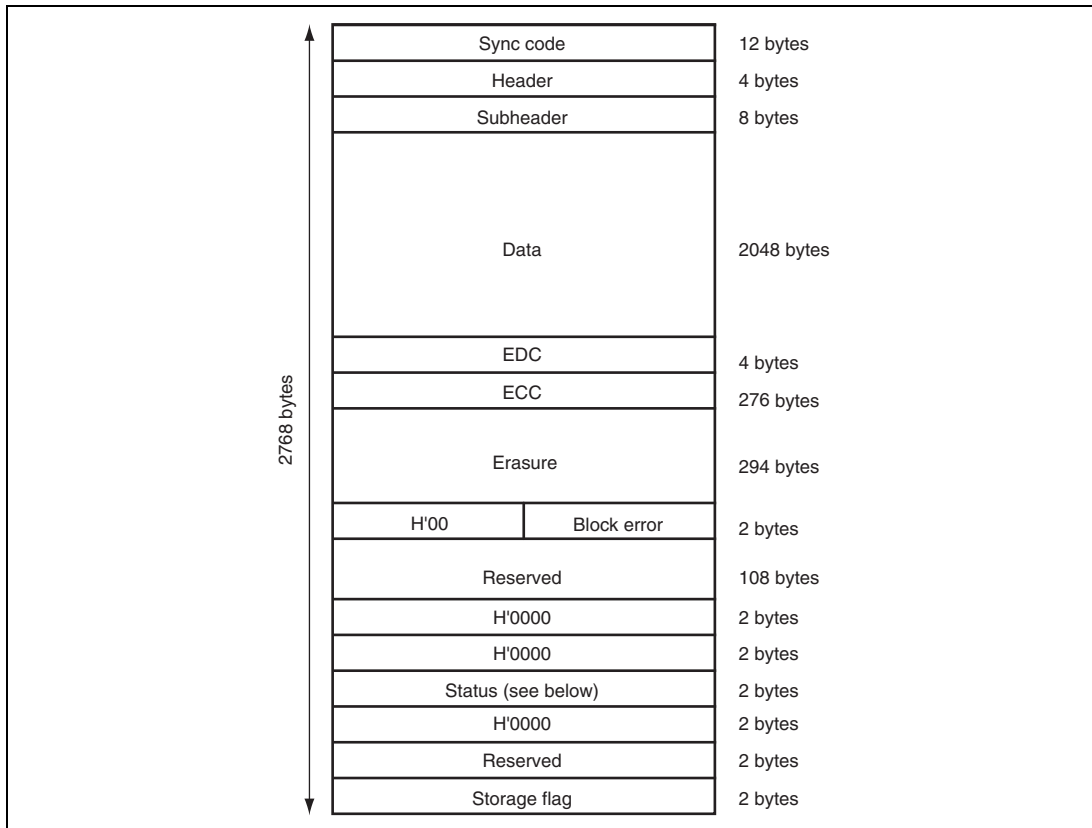 Sync code 12 bytes
Header 4 bytes
Subheader 8 bytes
Data 2048 bytes
EDC 4 bytes
ECC 276 bytes
2768 bytes
Erasure 294 bytes
H'00 Block error 2 bytes
Reserved 108 bytes
H'0000 2 bytes
H'0000 2 bytes
Status (see below) 2 bytes
H'0000 2 bytes
Reserved 2 bytes
Storage flag 2 bytes